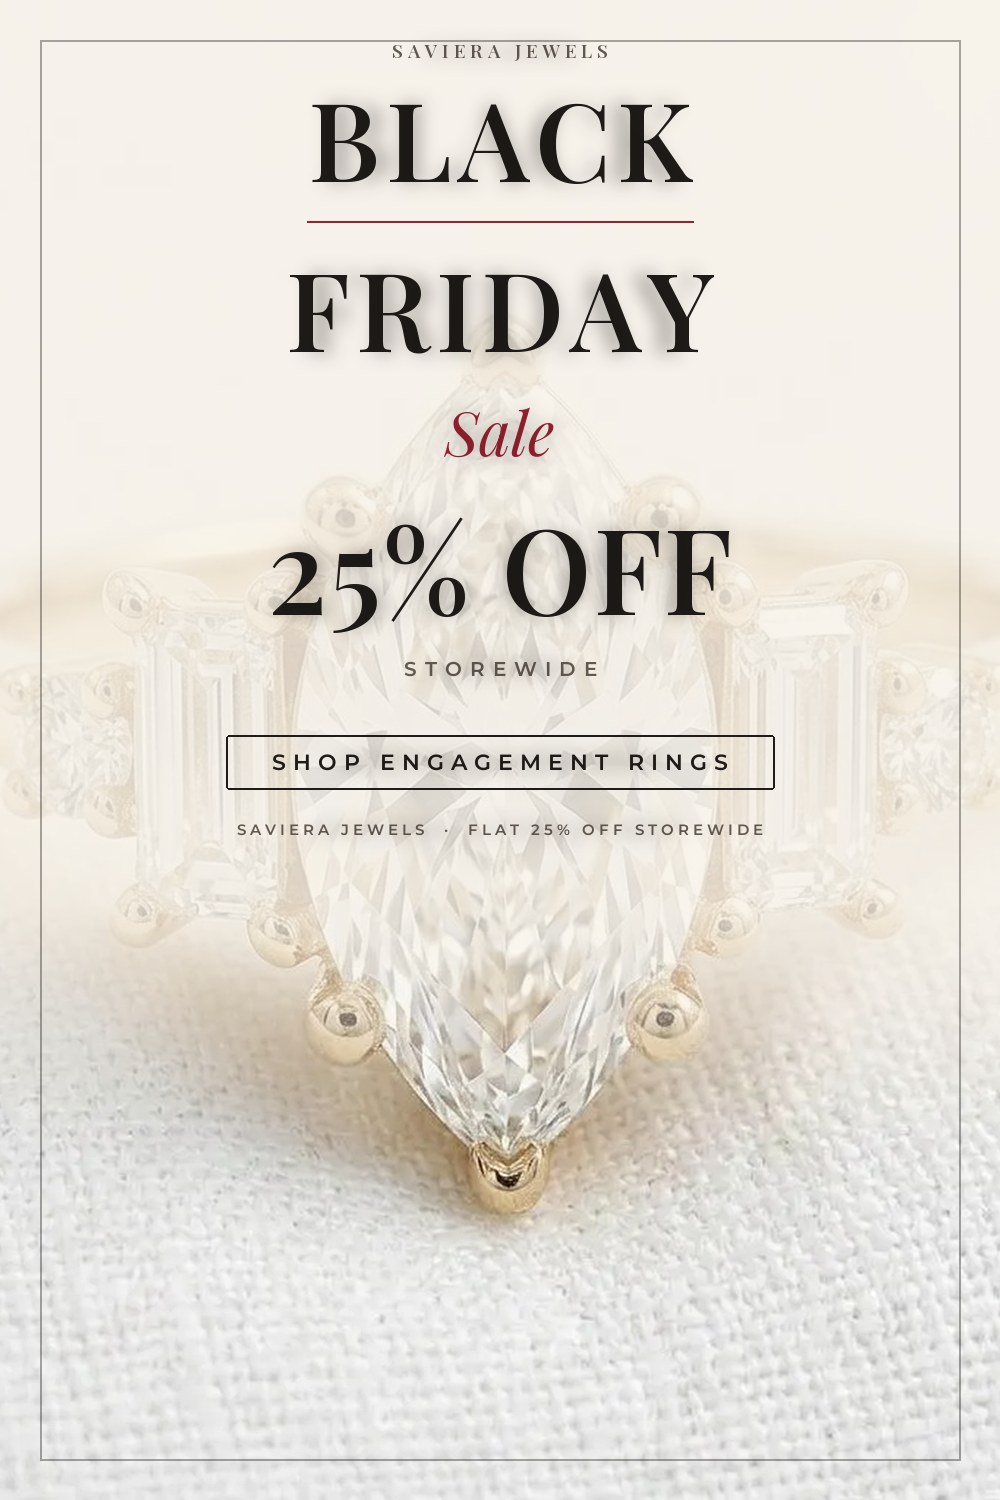 SAVIERA JEWELS
BLACK
FRIDAY
Sale
25% OFF
STOREWIDE
SHOP ENGAGEMENT RINGS
SAVIERA JEWELS · FLAT 25% OFF STOREWIDE